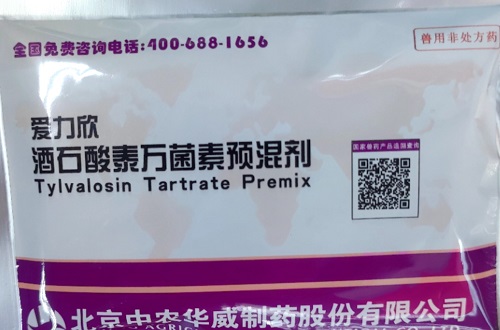 全国免费咨询电话:400-688-1656
兽用非处方药
爱力欣
酒石酸泰万菌素预混剂
Tylvalosin Tartrate Premix
国家兽药产品追溯查询
北京中农华威制药股份有限公司